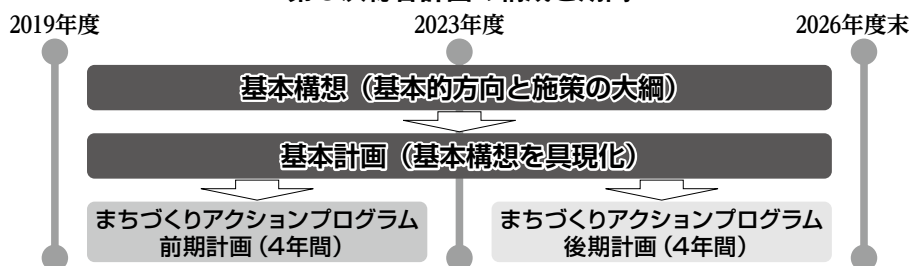 2019年度
2023年度
2026年度末
基本構想（基本的方向と施策の大綱）
基本計画（基本構想を具現化）
まちづくりアクションプログラム
前期計画（4年間）
まちづくりアクションプログラム
後期計画（4年間）